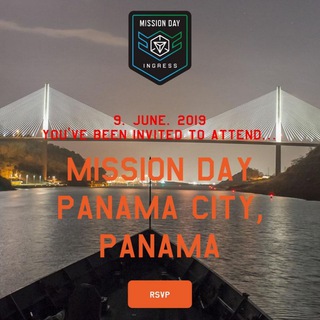 MISSION DAY
INGRESS
9. JUNE. 2019
YOU'VE BEEN INVITED TO ATTEND...
MISSION DAY
PANAMA CITY,
PANAMA
RSVP